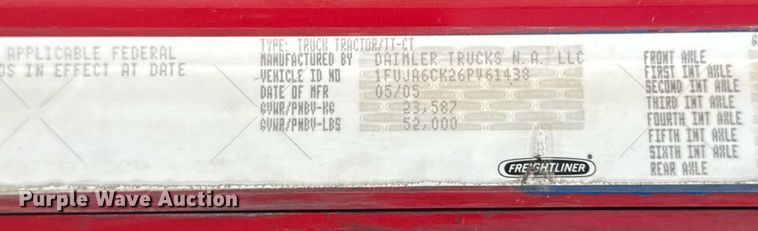 APPLICABLE FEDERAL
DS IN EFFECT AT DATE
TYPE: TRUCK TRACTOR/TT-CT
MANUFACTURED BY DAIMLER TRUCKS N.A. LLC
VEHICLE ID NO 1FUJA6CK26PV61438
DATE OF MFR 05/05
GVWR/PNBV-KG 23,587
GVWR/PNBV-LBS 52,000
FREIGHTLINER
FRONT AXLE
FIRST INT AXLE
SECOND INT AXLE
THIRD INT AXLE
FOURTH INT AXLE
FIFTH INT AXLE
SIXTH INT AXLE
REAR AXLE
Purple Wave Auction